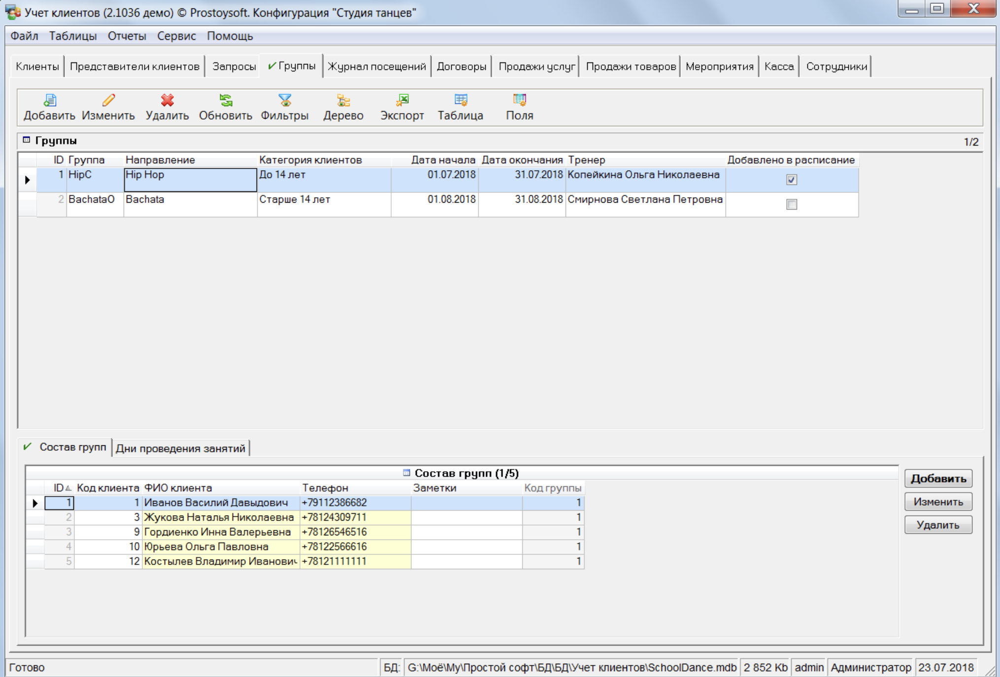 Учет клиентов (2.1036 демо) © Prostoysoft. Конфигурация "Студия танцев"
Файл Таблицы Отчеты Сервис Помощь
Клиенты Представители клиентов Запросы Группы Журнал посещений Договоры Продажи услуг Продажи товаров Мероприятия Касса Сотрудники
Добавить Изменить Удалить Обновить Фильтры Дерево Экспорт Таблица Поля
Группы 1/2
ID Группа Направление Категория клиентов Дата начала Дата окончания Тренер Добавлено в расписание
1 HipC Hip Hop До 14 лет 01.07.2018 31.07.2018 Копейкина Ольга Николаевна
2 BachataO Bachata Старше 14 лет 01.08.2018 31.08.2018 Смирнова Светлана Петровна
Состав групп Дни проведения занятий
Состав групп (1/5)
ID Код клиента ФИО клиента Телефон Заметки Код группы
1 1 Иванов Василий Давыдович +79112386682 1
2 3 Жукова Наталья Николаевна +78124309711 1
3 9 Гордиенко Инна Валерьевна +78126546516 1
4 10 Юрьева Ольга Павловна +78122566616 1
5 12 Костылев Владимир Иванович +78121111111 1
Добавить
Изменить
Удалить
Готово БД: G:\Моё\My\Простой софт\БД\БД\Учет клиентов\SchoolDance.mdb 2 852 Kb admin Администратор 23.07.2018